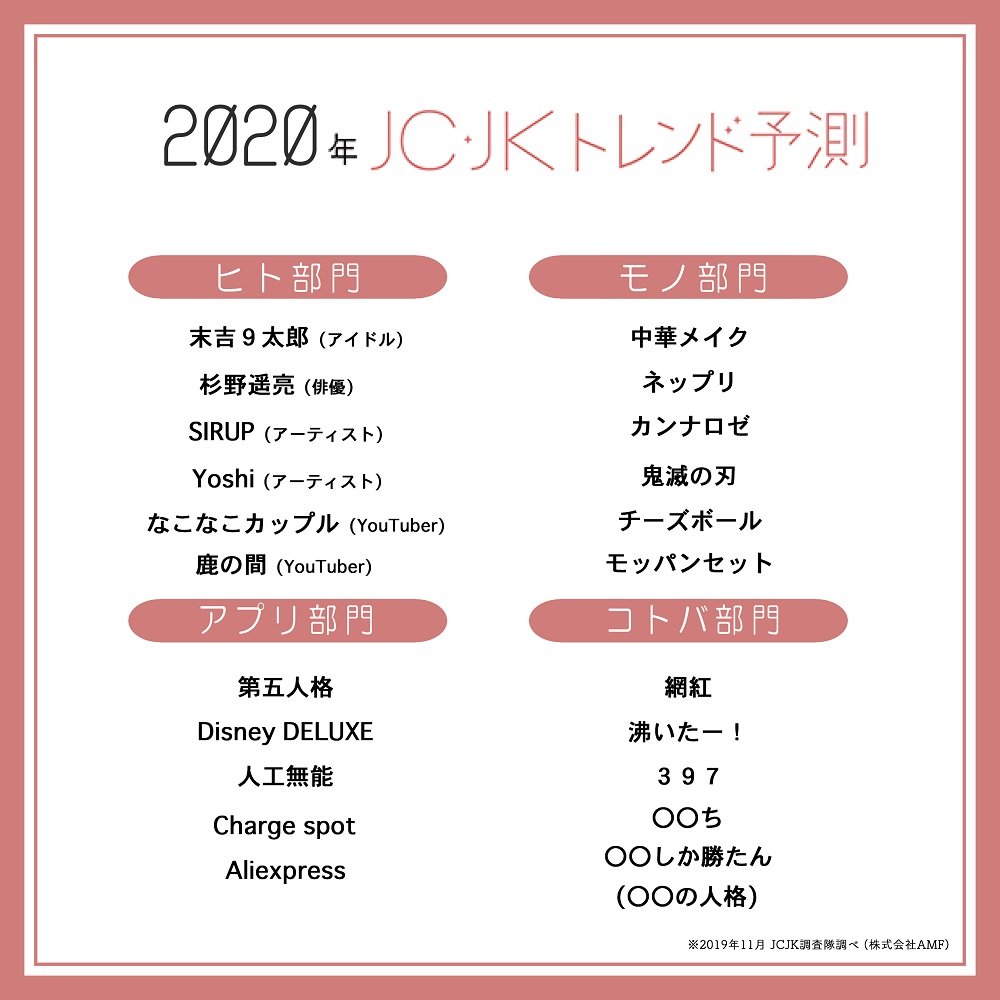 2020年 JC・JKトレンド予測
ヒト部門
末吉９太郎 (アイドル)
杉野遥亮 (俳優)
SIRUP (アーティスト)
Yoshi (アーティスト)
なこなこカップル (YouTuber)
鹿の間 (YouTuber)
モノ部門
中華メイク
ネップリ
カンナロゼ
鬼滅の刃
チーズボール
モッパンセット
アプリ部門
第五人格
Disney DELUXE
人工無能
Charge spot
Aliexpress
コトバ部門
網紅
沸いたー！
３９７
〇〇ち
〇〇しか勝たん
(〇〇の人格)
※2019年11月 JCJK調査隊調べ (株式会社AMF)